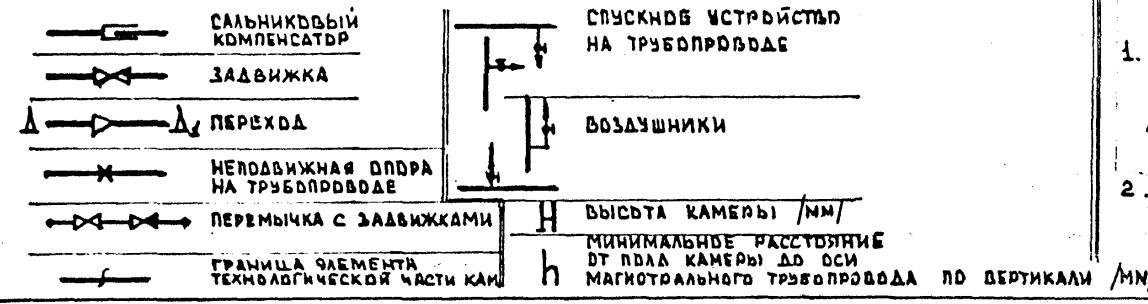 САЛЬНИКОВЫЙ
КОМПЕНСАТОР
ЗАДВИЖКА
Д
Д₁
ПЕРЕХОД
НЕПОДВИЖНАЯ ОПОРА
НА ТРУБОПРОВОДЕ
ПЕРЕМЫЧКА С ЗАДВИЖКАМИ
ГРАНИЦА ЭЛЕМЕНТА
ТЕХНОЛОГИЧЕСКОЙ ЧАСТИ КАМ
СПУСКНОЕ УСТРОЙСТВО
НА ТРУБОПРОВОДЕ
ВОЗДУШНИКИ
H ВЫСОТА КАМЕРЫ /ММ/
МИНИМАЛЬНОЕ РАССТОЯНИЕ
h ОТ ПОЛА КАМЕРЫ ДО ОСИ
МАГИСТРАЛЬНОГО ТРУБОПРОВОДА ПО ВЕРТИКАЛИ /ММ
1.
2.